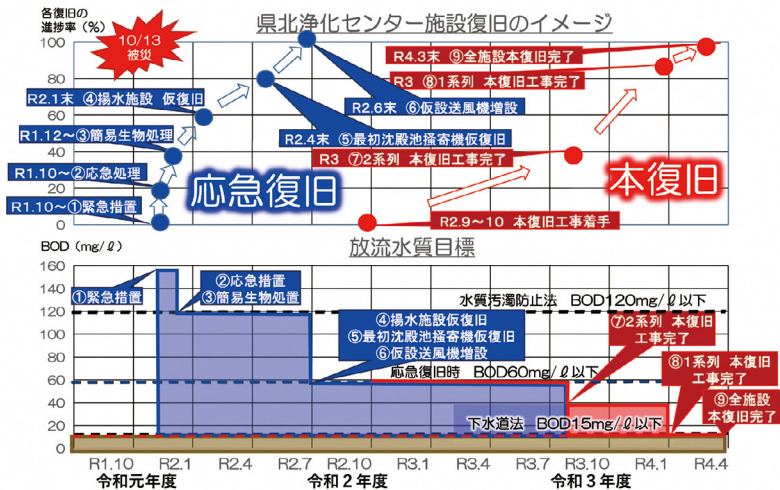 各復旧の
進捗率(%)
県北浄化センター施設復旧のイメージ
10/13
被災
100
80
60
40
20
0
R4.3末 ⑨全施設本復旧完了
R3 ⑧1系列 本復旧工事完了
R2.1末 ④揚水施設 仮復旧
R2.6末 ⑥仮設送風機増設
R1.12~③簡易生物処理
R2.4末 ⑤最初沈殿池掻寄機仮復旧
R3 ⑦2系列 本復旧工事完了
R1.10~②応急処理
応急復旧
本復旧
R1.10~①緊急措置
R2.9~10 本復旧工事着手
BOD(mg/ℓ)
放流水質目標
160
140
120
100
80
60
40
20
0
①緊急措置
②応急措置
③簡易生物処置
水質汚濁防止法 BOD120mg/ℓ以下
④揚水施設仮復旧
⑤最初沈殿池掻寄機仮復旧
⑥仮設送風機増設
⑦2系列 本復旧
工事完了
応急復旧時 BOD60mg/ℓ以下
⑧1系列 本復旧
工事完了
⑨全施設
本復旧完了
下水道法 BOD15mg/ℓ以下
R1.10 R2.1 R2.4 R2.7 R2.10 R3.1 R3.4 R3.7 R3.10 R4.1 R4.4
令和元年度 令和2年度 令和3年度